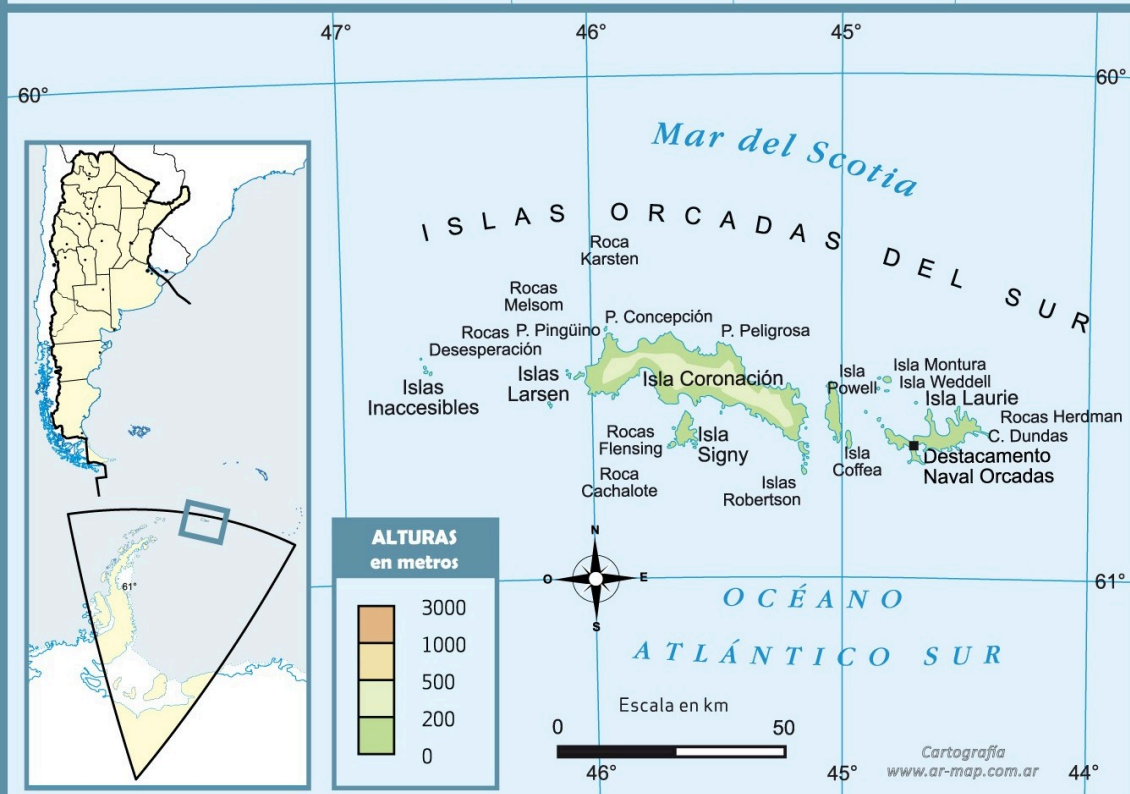 47°
46°
45°
60°
60°
Mar del Scotia
ISLAS ORCADAS DEL SUR
Roca
Karsten
Rocas
Melsom
P. Concepción
Rocas
Desesperación
P. Pingüino
P. Peligrosa
Islas
Inaccesibles
Islas
Larsen
Isla Coronación
Isla
Powell
Isla Montura
Isla Weddell
Isla Laurie
Rocas Herdman
C. Dundas
Rocas
Flensing
Isla
Signy
Isla
Coffea
Destacamento
Naval Orcadas
Roca
Cachalote
Islas
Robertson
N
O
E
S
61°
61°
OCÉANO
ATLÁNTICO SUR
ALTURAS
en metros
3000
1000
500
200
0
Escala en km
0
50
Cartografía
www.ar-map.com.ar
46°
45°
44°